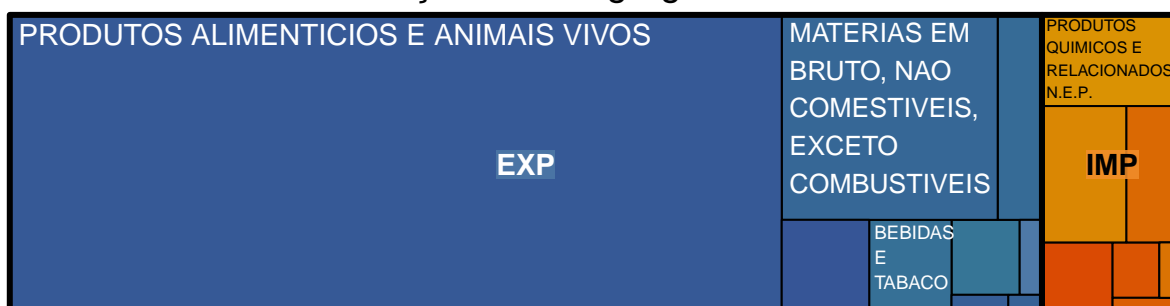 PRODUTOS ALIMENTICIOS E ANIMAIS VIVOS
EXP
MATERIAS EM
BRUTO, NAO
COMESTIVEIS,
EXCETO
COMBUSTIVEIS
BEBIDAS
E
TABACO
PRODUTOS
QUIMICOS E
RELACIONADOS
N.E.P.
IMP